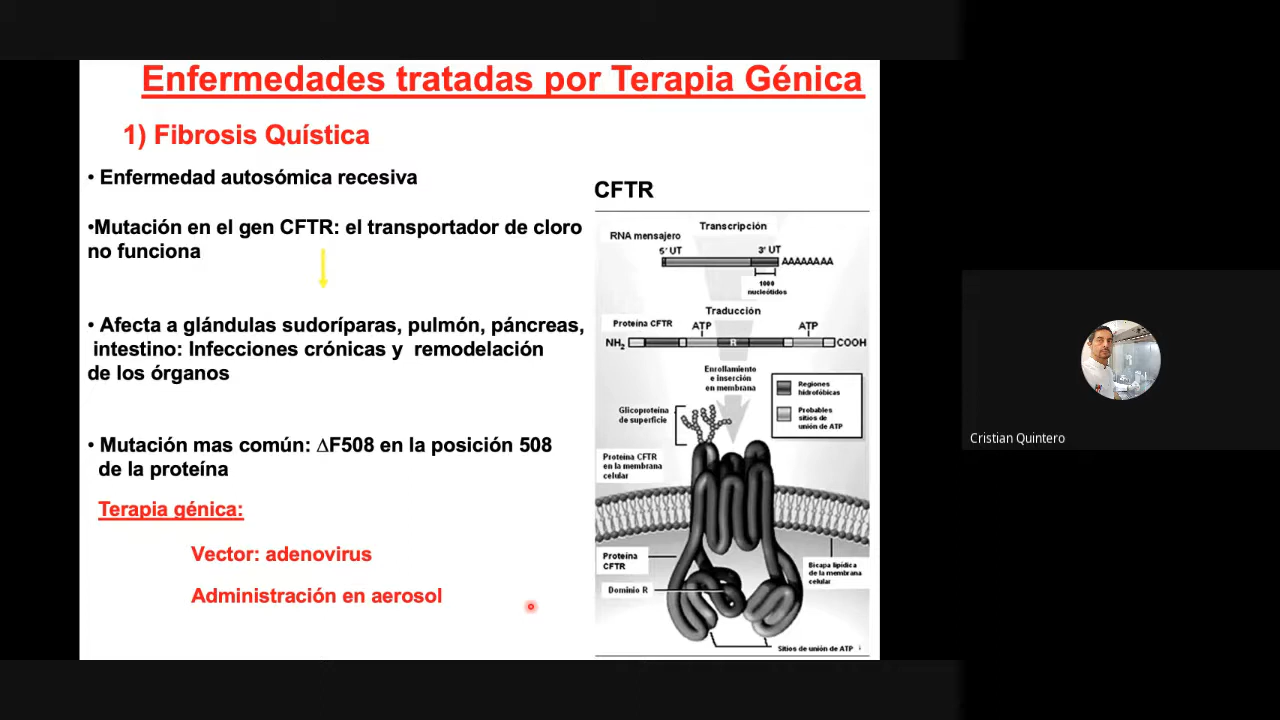 Enfermedades tratadas por Terapia Génica
1) Fibrosis Quística
• Enfermedad autosómica recesiva
•Mutación en el gen CFTR: el transportador de cloro
no funciona
• Afecta a glándulas sudoríparas, pulmón, páncreas,
intestino: Infecciones crónicas y remodelación
de los órganos
• Mutación mas común: ∆F508 en la posición 508
de la proteína
Terapia génica:
Vector: adenovirus
Administración en aerosol
CFTR
Transcripción
RNA mensajero
5' UT
3' UT
AAAAAAAA
1000
nucleótidos
Traducción
Proteína CFTR
ATP
ATP
NH2
R
COOH
Enrollamiento
e inserción
en membrana
Regiones
hidrofóbicas
Probables
sitios de
unión de ATP
Glicoproteína
de superficie
Proteína CFTR
en la membrana
celular
Proteína
CFTR
Bicapa lipídica
de la membrana
celular
Dominio R
Sitios de unión de ATP
Cristian Quintero